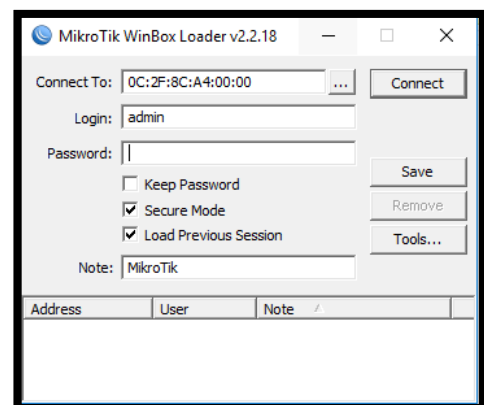 MikroTik WinBox Loader v2.2.18
Connect To: 0C:2F:8C:A4:00:00 ... Connect
Login: admin
Password:
Keep Password Save
Secure Mode Remove
Load Previous Session Tools...
Note: MikroTik
Address User Note